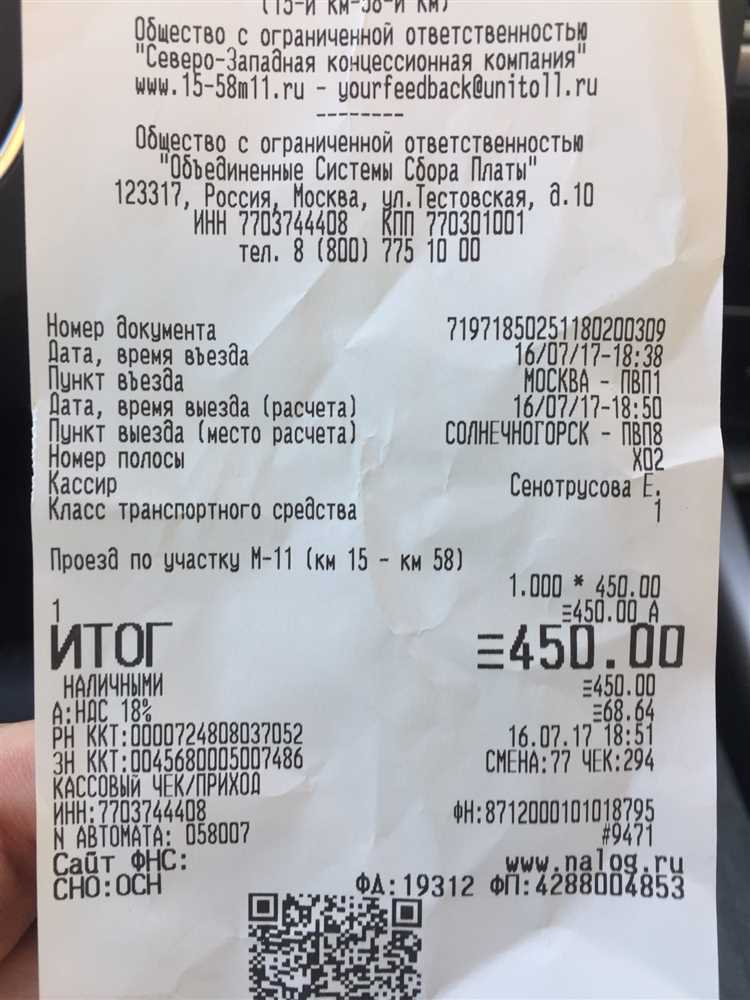 (15-й км-58-й км)
Общество с ограниченной ответственностью
"Северо-Западная концессионная компания"
www.15-58m11.ru - yourfeedback@unitoll.ru
--------
Общество с ограниченной ответственностью
"Объединенные Системы Сбора Платы"
123317, Россия, Москва, ул.Тестовская, д.10
ИНН 7703744408 КПП 770301001
тел. 8 (800) 775 10 00
Номер документа 71971850251180200309
Дата, время въезда 16/07/17-18:38
Пункт въезда МОСКВА - ПВП1
Дата, время выезда (расчета) 16/07/17-18:50
Пункт выезда (место расчета) СОЛНЕЧНОГОРСК - ПВП8
Номер полосы X02
Кассир Сенотрусова Е.
Класс транспортного средства 1
Проезд по участку М-11 (км 15 - км 58)
1.000 * 450.00
1 ≡450.00 А
ИТОГ ≡450.00
НАЛИЧНЫМИ ≡450.00
А:НДС 18% ≡68.64
РН ККТ:0000724808037052 16.07.17 18:51
ЗН ККТ:0045680005007486 СМЕНА:77 ЧЕК:294
КАССОВЫЙ ЧЕК/ПРИХОД
ИНН:7703744408 ФН:8712000101018795
N АВТОМАТА: 058007 #9471
Сайт ФНС: www.nalog.ru
СНО:ОСН ФД:19312 ФП:4288004853